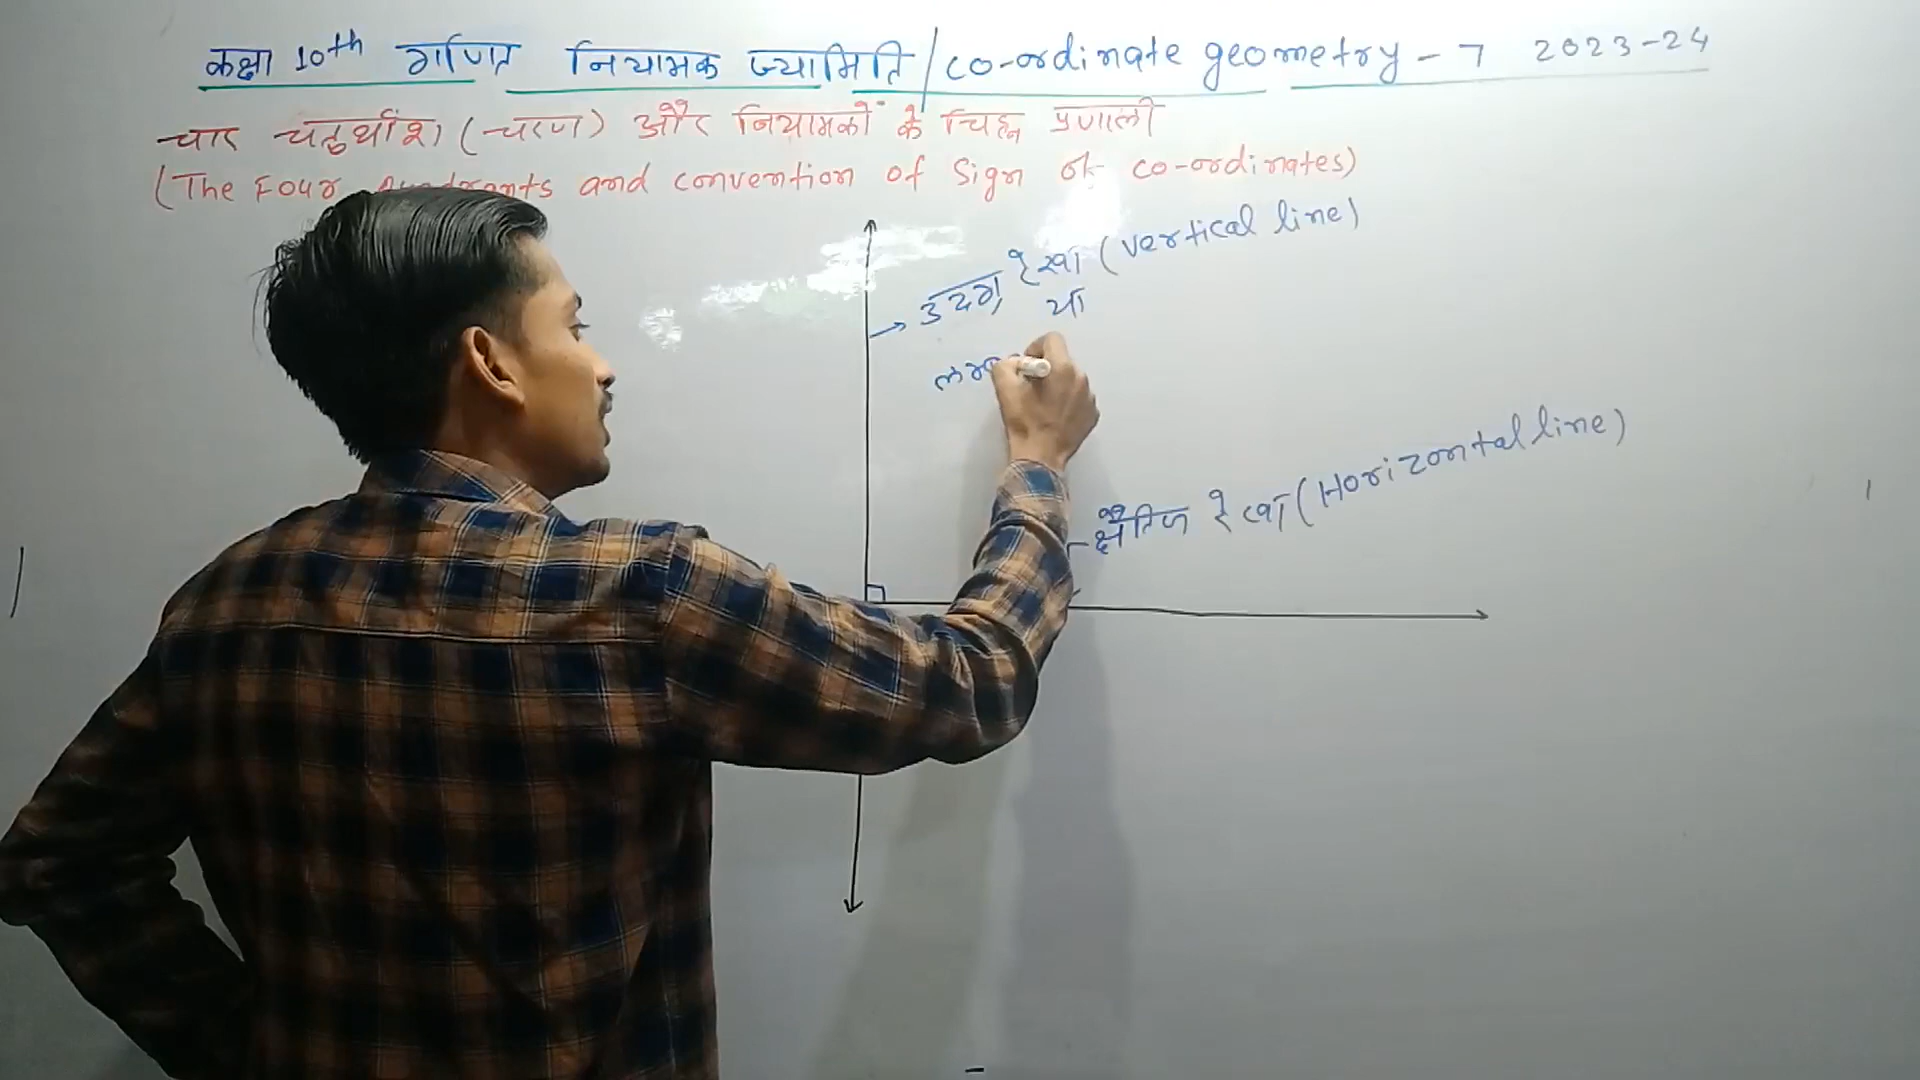 कक्षा 10th गणित नियामक ज्यामिति / co-ordinate geometry - 7 2023-24
चार चतुर्थांश (चरण) और नियामकों के चिह्न प्रणाली
(The Four Quadrants and convention of Sign of co-ordinates)
उदग्र रेखा (vertical line)
या
क्षैतिज रेखा (Horizontal line)